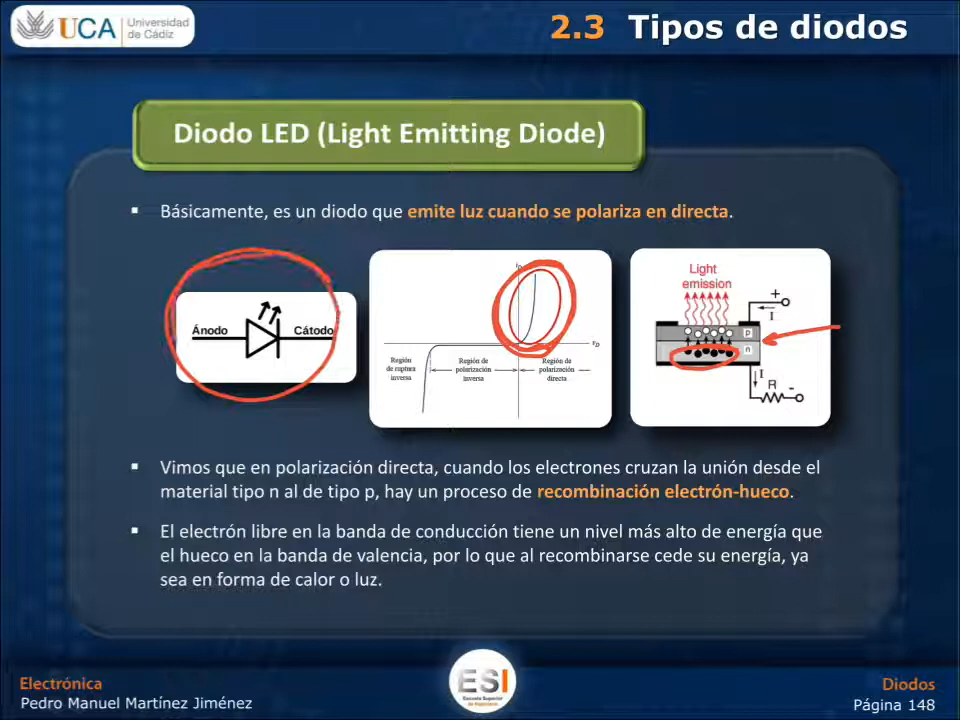 UCA Universidad
de Cádiz
2.3 Tipos de diodos
Diodo LED (Light Emitting Diode)
▪ Básicamente, es un diodo que emite luz cuando se polariza en directa.
Ánodo Cátodo
Región
de ruptura
inversa
Región de
polarización
inversa
Región de
polarización
directa
v_D
Light
emission
+
I
p
n
I
R
-
▪ Vimos que en polarización directa, cuando los electrones cruzan la unión desde el
material tipo n al de tipo p, hay un proceso de recombinación electrón-hueco.
▪ El electrón libre en la banda de conducción tiene un nivel más alto de energía que
el hueco en la banda de valencia, por lo que al recombinarse cede su energía, ya
sea en forma de calor o luz.
Electrónica
Pedro Manuel Martínez Jiménez
ESI
Escuela Superior
de Ingeniería
Diodos
Página 148